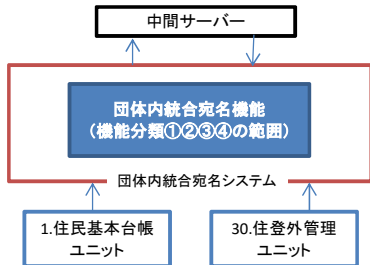 中間サーバー
団体内統合宛名機能
（機能分類①②③④の範囲）
団体内統合宛名システム
1.住民基本台帳
ユニット
30.住登外管理
ユニット